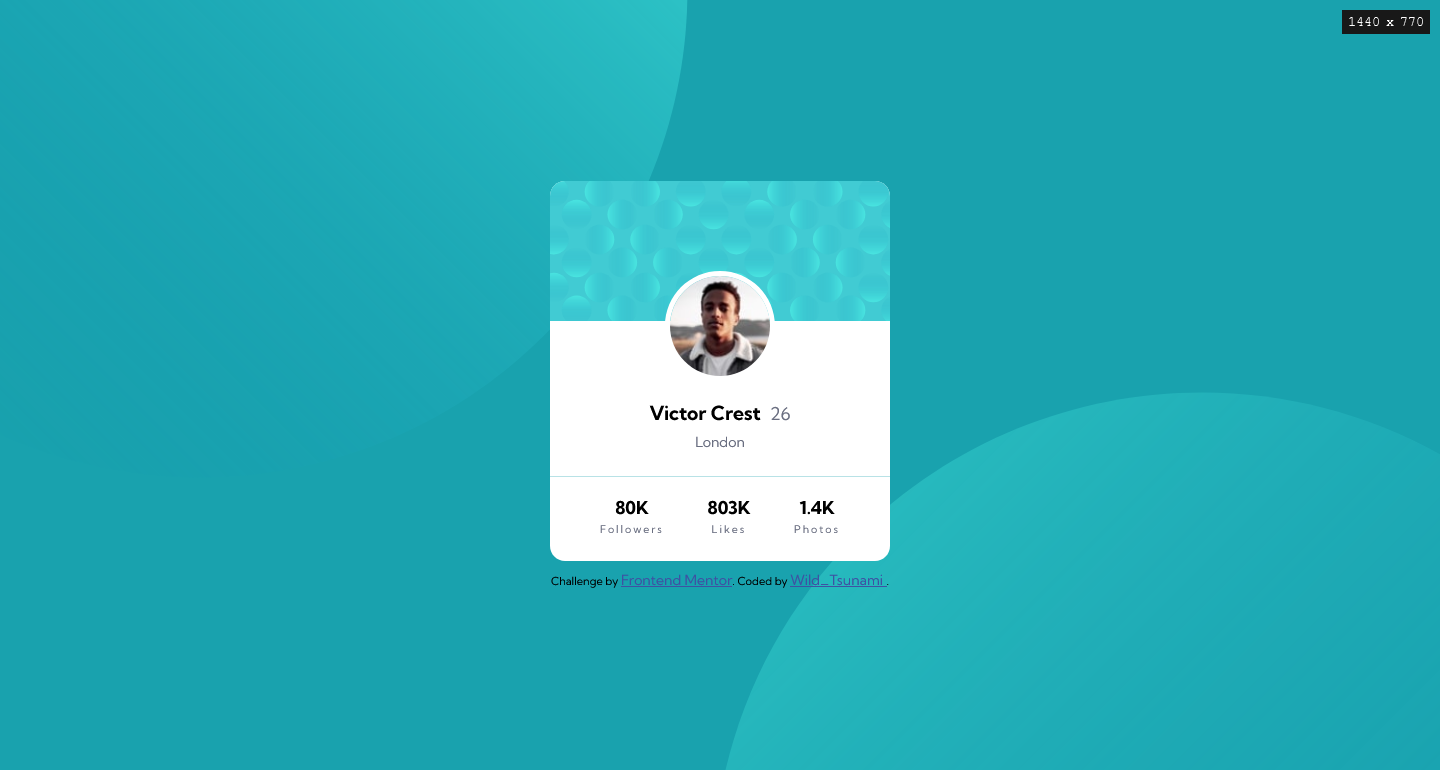 1440 x 770
Victor Crest 26
London
80K 803K 1.4K
Followers Likes Photos
Challenge by Frontend Mentor. Coded by Wild_Tsunami .